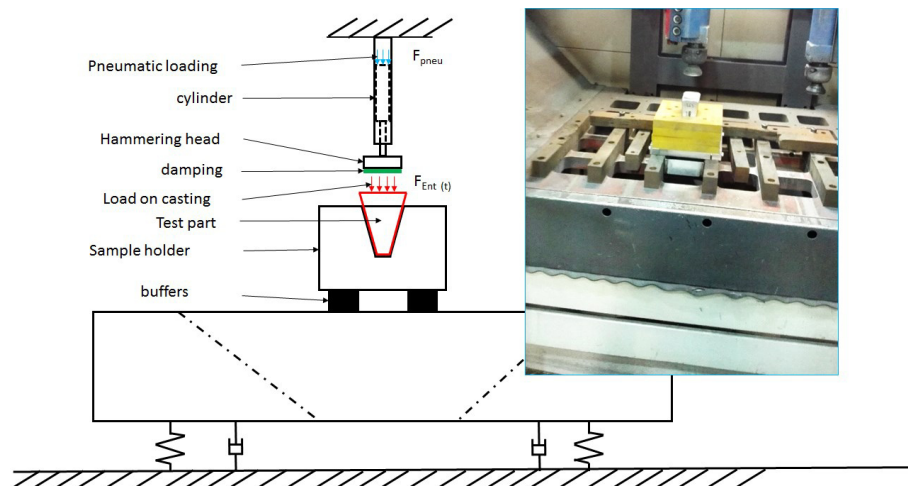 Pneumatic loading
F_pneu
cylinder
Hammering head
damping
F_Ent (t)
Load on casting
Test part
Sample holder
buffers